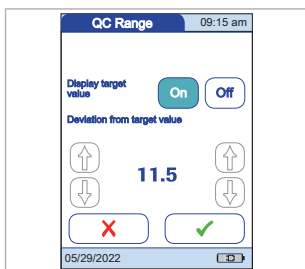 QC Range 09:15 am
Display target
value
On Off
Deviation from target value
11.5
05/29/2022